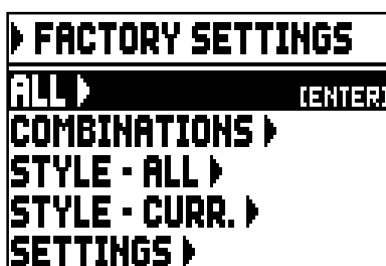 FACTORY SETTINGS
ALL [ENTER]
COMBINATIONS
STYLE - ALL
STYLE - CURR.
SETTINGS